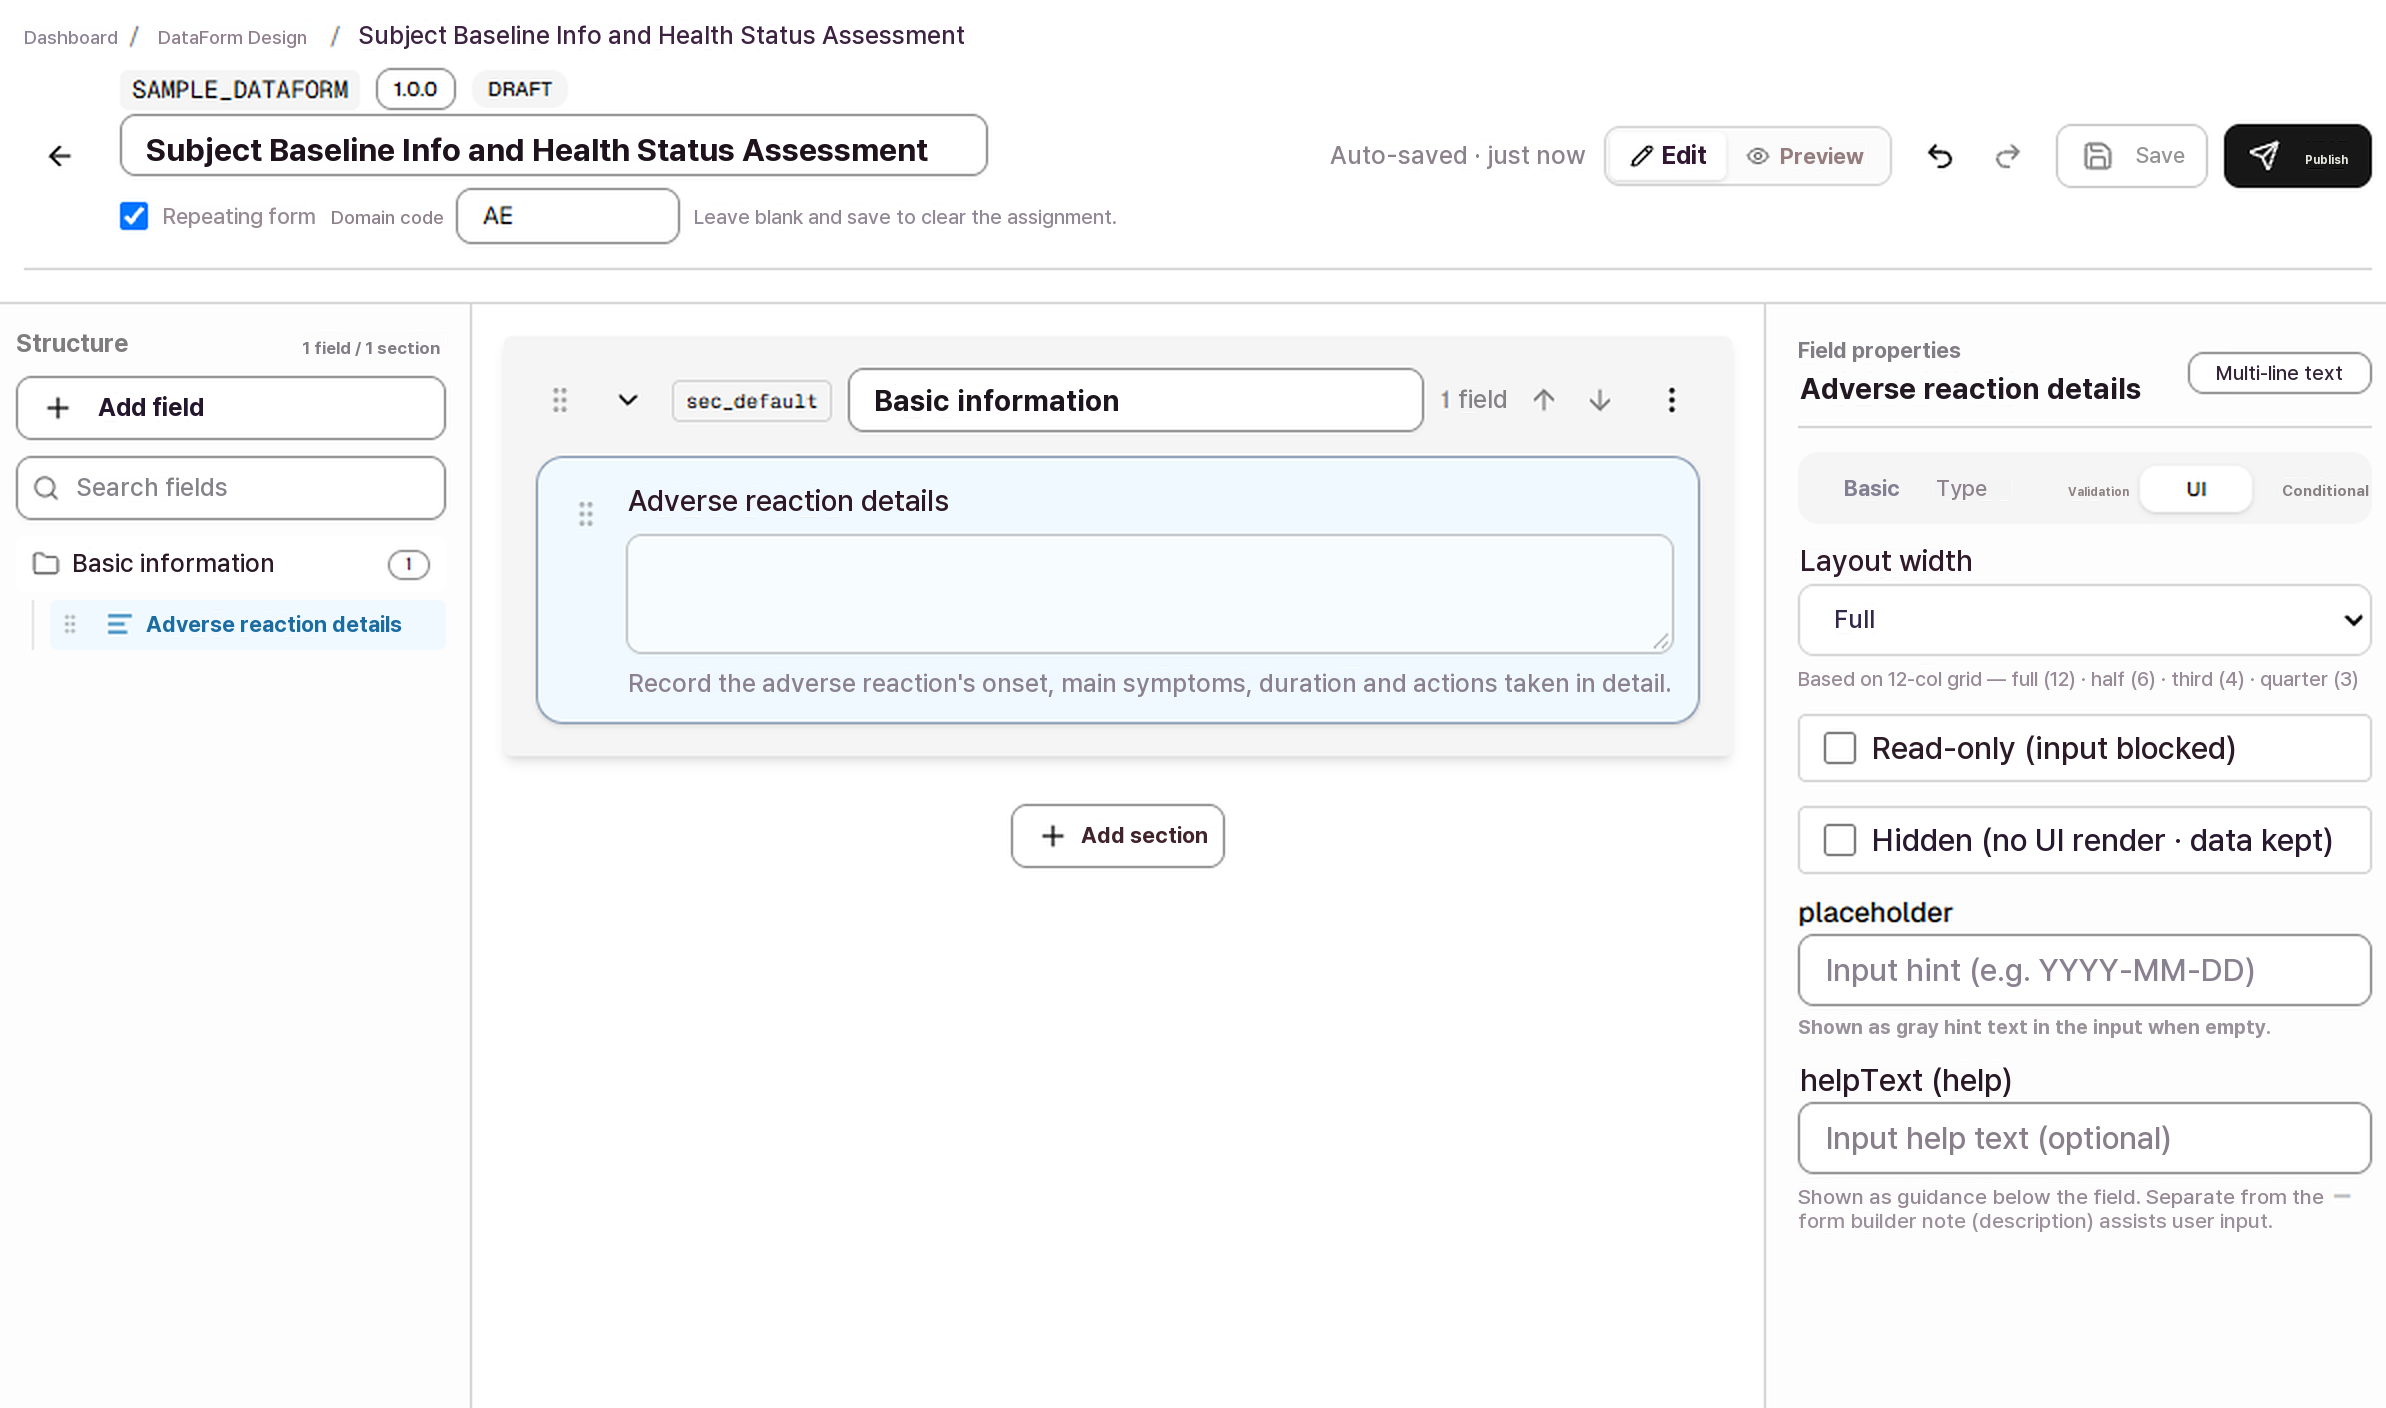 Dashboard / DataForm Design / Subject Baseline Info and Health Status Assessment
SAMPLE_DATAFORM 1.0.0 DRAFT
Subject Baseline Info and Health Status Assessment
Auto-saved · just now Edit Preview Save Publish
Repeating form Domain code AE Leave blank and save to clear the assignment.
Structure 1 field / 1 section
Add field
Search fields
Basic information 1
Adverse reaction details
sec_default Basic information 1 field
Adverse reaction details
Record the adverse reaction's onset, main symptoms, duration and actions taken in detail.
Add section
Field properties
Adverse reaction details Multi-line text
Basic Type Validation UI Conditional
Layout width
Full
Based on 12-col grid — full (12) · half (6) · third (4) · quarter (3)
Read-only (input blocked)
Hidden (no UI render · data kept)
placeholder
Input hint (e.g. YYYY-MM-DD)
Shown as gray hint text in the input when empty.
helpText (help)
Input help text (optional)
Shown as guidance below the field. Separate from the —
form builder note (description) assists user input.